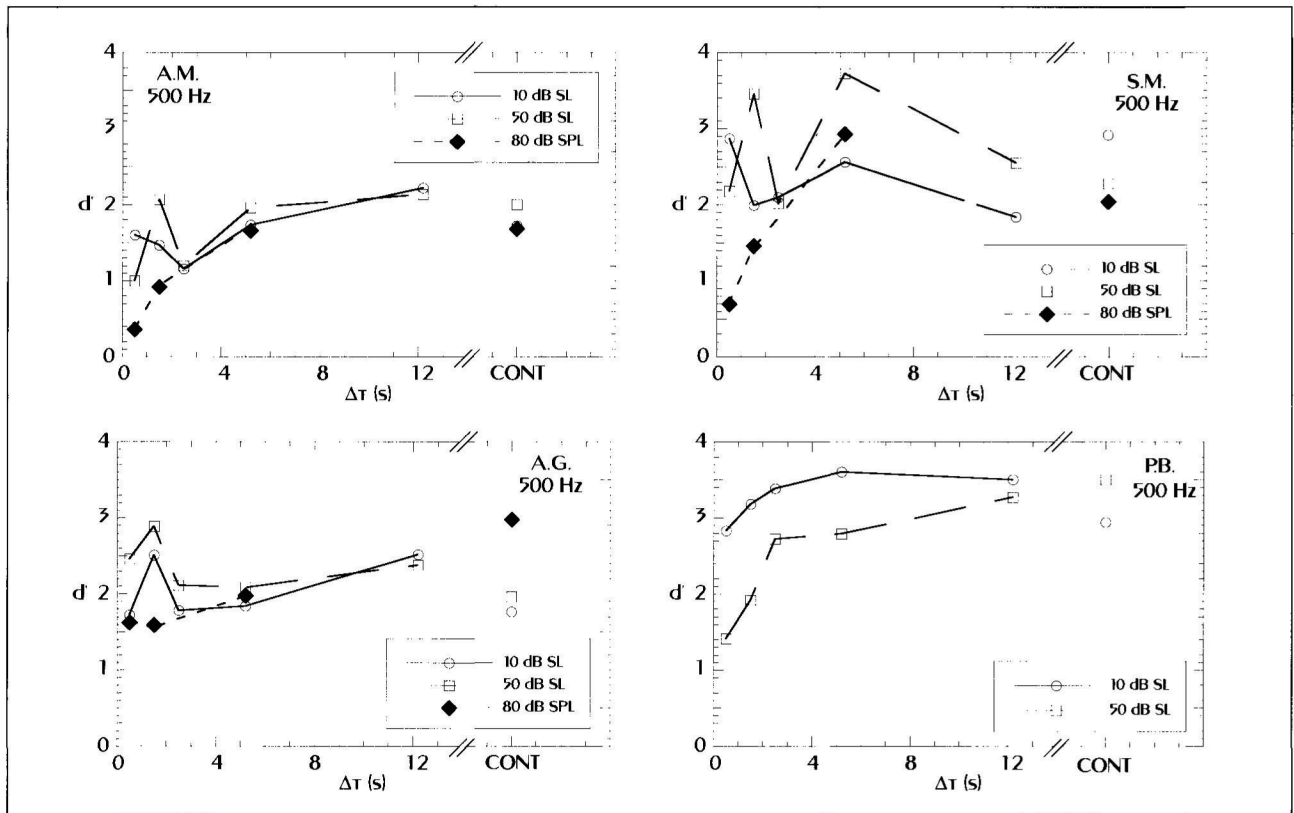 4
A.M.
500 Hz
10 dB SL
50 dB SL
80 dB SPL
3
d'
2
1
0
0
4
8
12
CONT
ΔT (s)
4
S.M.
500 Hz
3
d'
2
10 dB SL
50 dB SL
80 dB SPL
1
0
0
4
8
12
CONT
ΔT (s)
4
A.G.
500 Hz
3
d'
2
10 dB SL
50 dB SL
80 dB SPL
1
0
0
4
8
12
CONT
ΔT (s)
4
P.B.
500 Hz
3
d'
2
1
10 dB SL
50 dB SL
0
0
4
8
12
CONT
ΔT (s)